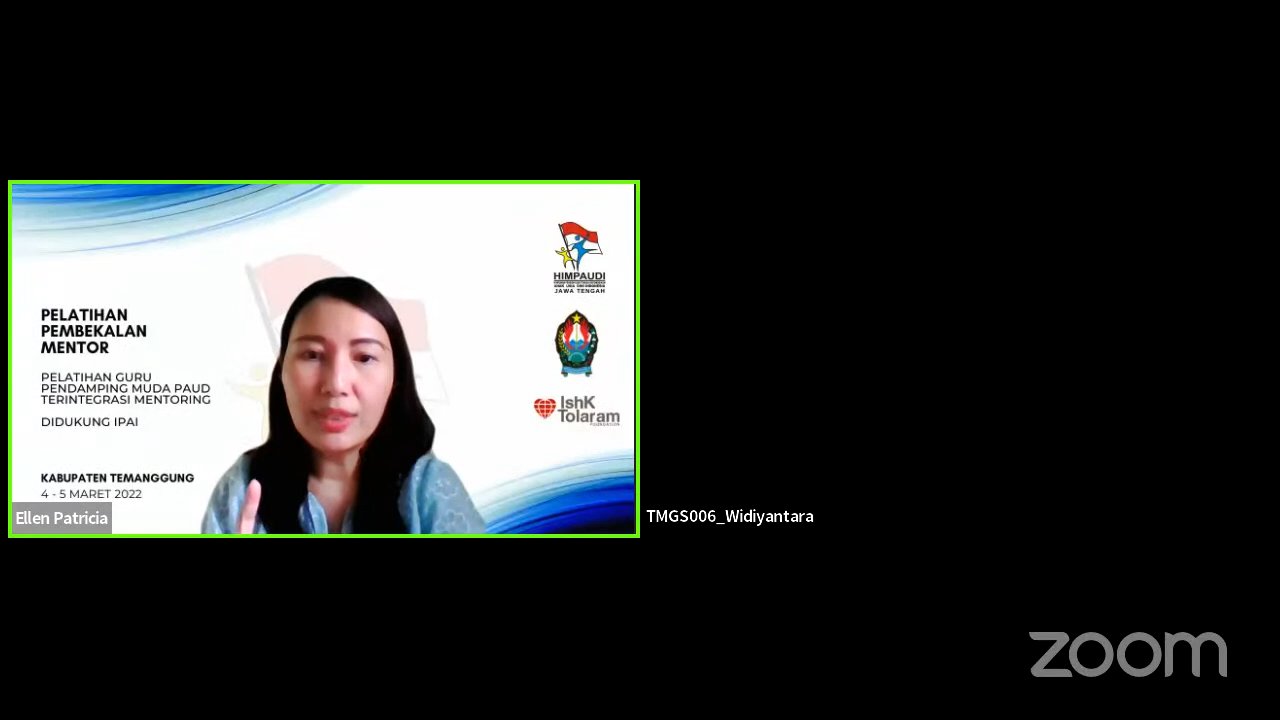 PELATIHAN
PEMBEKALAN
MENTOR
PELATIHAN GURU
PENDAMPING MUDA PAUD
TERINTEGRASI MENTORING
DIDUKUNG IPAI
KABUPATEN TEMANGGUNG
4 - 5 MARET 2022
Ellen Patricia
HIMPAUDI
JAWA TENGAH
IshK
Tolaram
FOUNDATION
TMGS006_Widiyantara
zoom